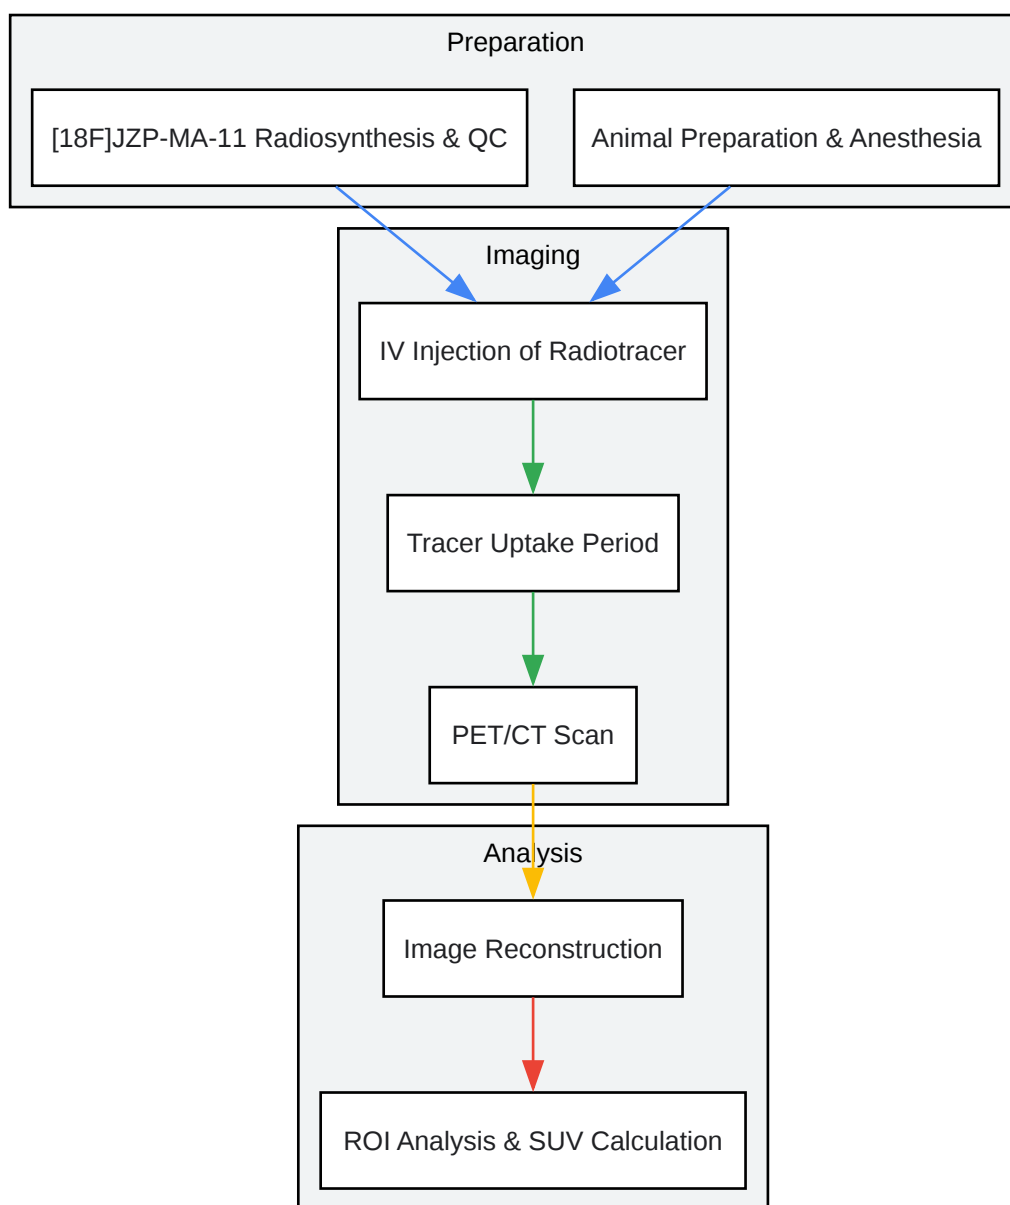 Preparation
[18F]JZP-MA-11 Radiosynthesis & QC
Animal Preparation & Anesthesia
Imaging
IV Injection of Radiotracer
Tracer Uptake Period
PET/CT Scan
Analysis
Image Reconstruction
ROI Analysis & SUV Calculation